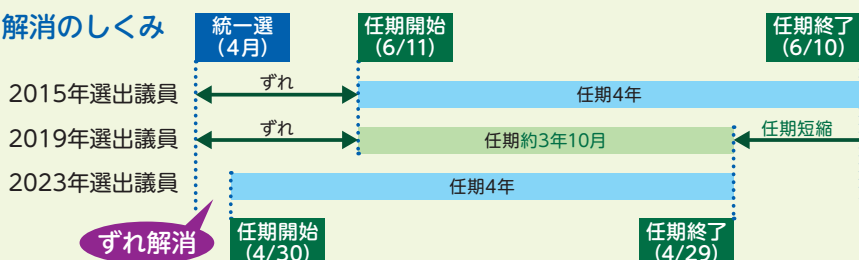 解消のしくみ
統一選
(4月)
任期開始
(6/11)
任期終了
(6/10)
2015年選出議員
ずれ
任期4年
2019年選出議員
ずれ
任期約3年10月
任期短縮
2023年選出議員
任期4年
ずれ解消
任期開始
(4/30)
任期終了
(4/29)